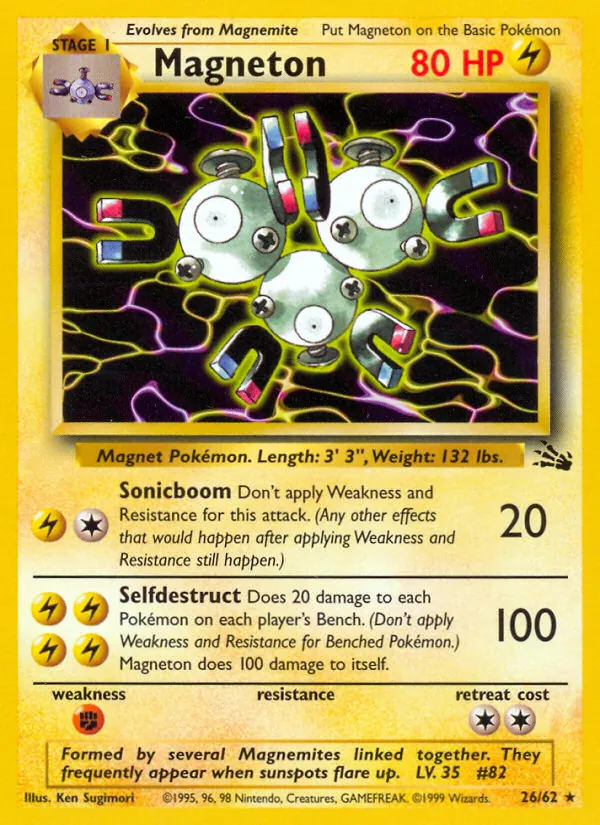 Evolves from Magnemite Put Magneton on the Basic Pokémon
STAGE 1
Magneton 80 HP
Magnet Pokémon. Length: 3' 3", Weight: 132 lbs.
Sonicboom Don't apply Weakness and
Resistance for this attack. (Any other effects
that would happen after applying Weakness and
Resistance still happen.)
20
Selfdestruct Does 20 damage to each
Pokémon on each player's Bench. (Don't apply
Weakness and Resistance for Benched Pokémon.)
Magneton does 100 damage to itself.
100
weakness resistance retreat cost
Formed by several Magnemites linked together. They
frequently appear when sunspots flare up. LV. 35 #82
Illus. Ken Sugimori ©1995, 96, 98 Nintendo, Creatures, GAMEFREAK. ©1999 Wizards. 26/62 ★